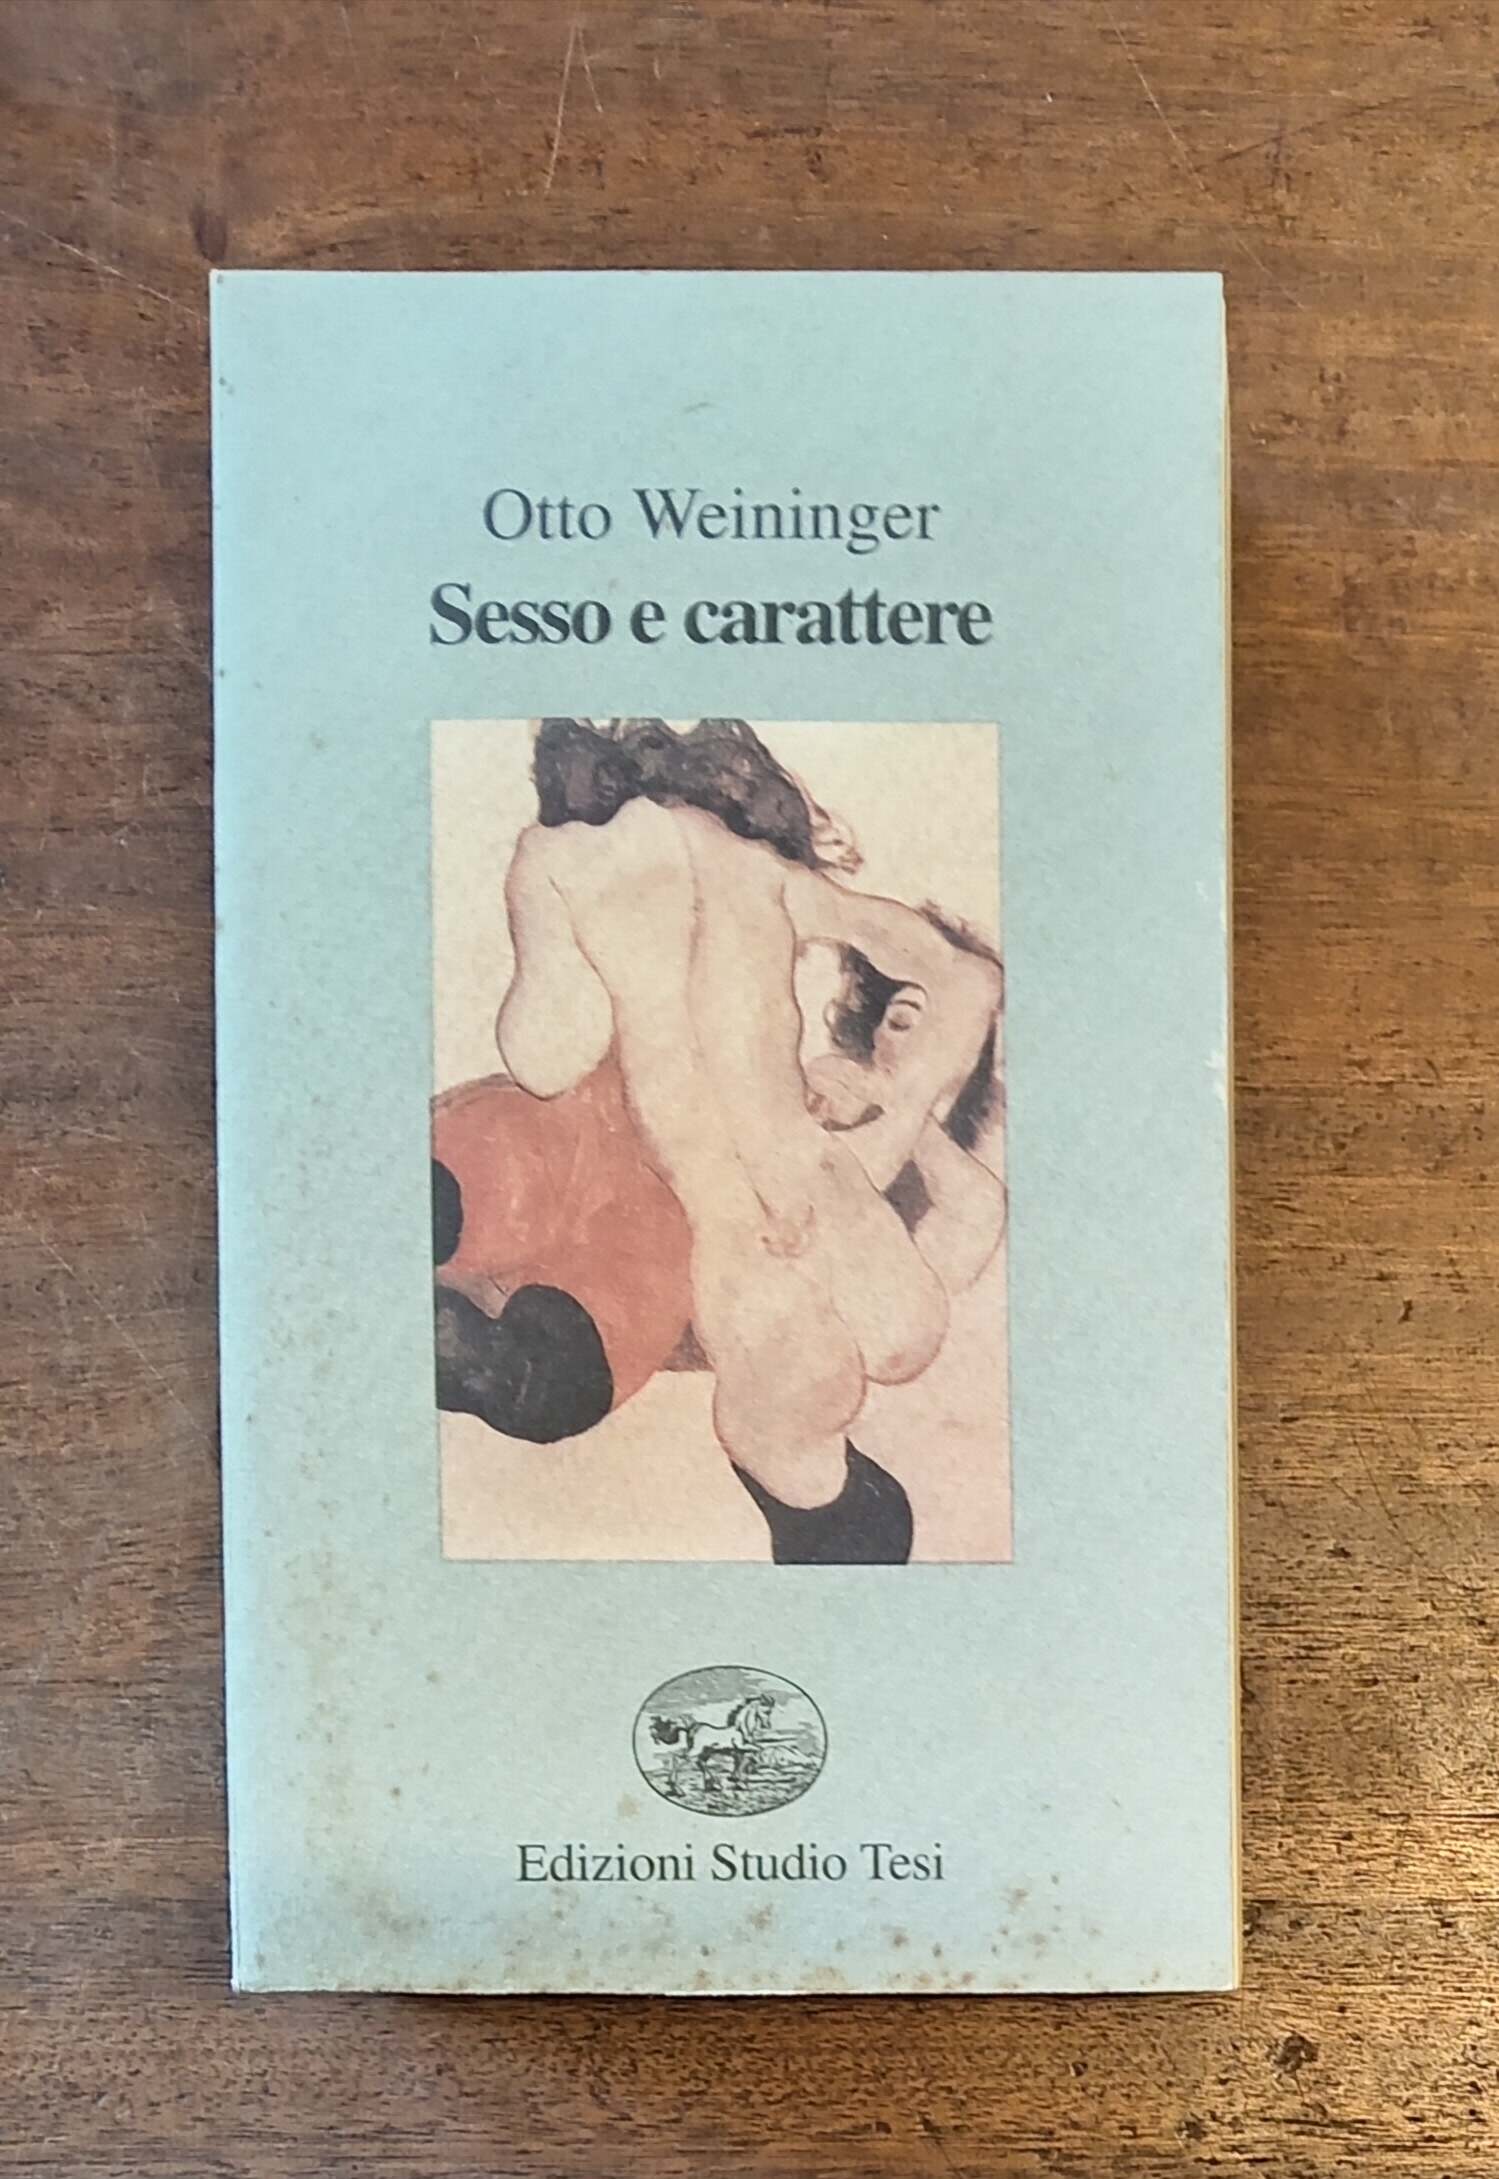 Otto Weininger
Sesso e carattere
Edizioni Studio Tesi